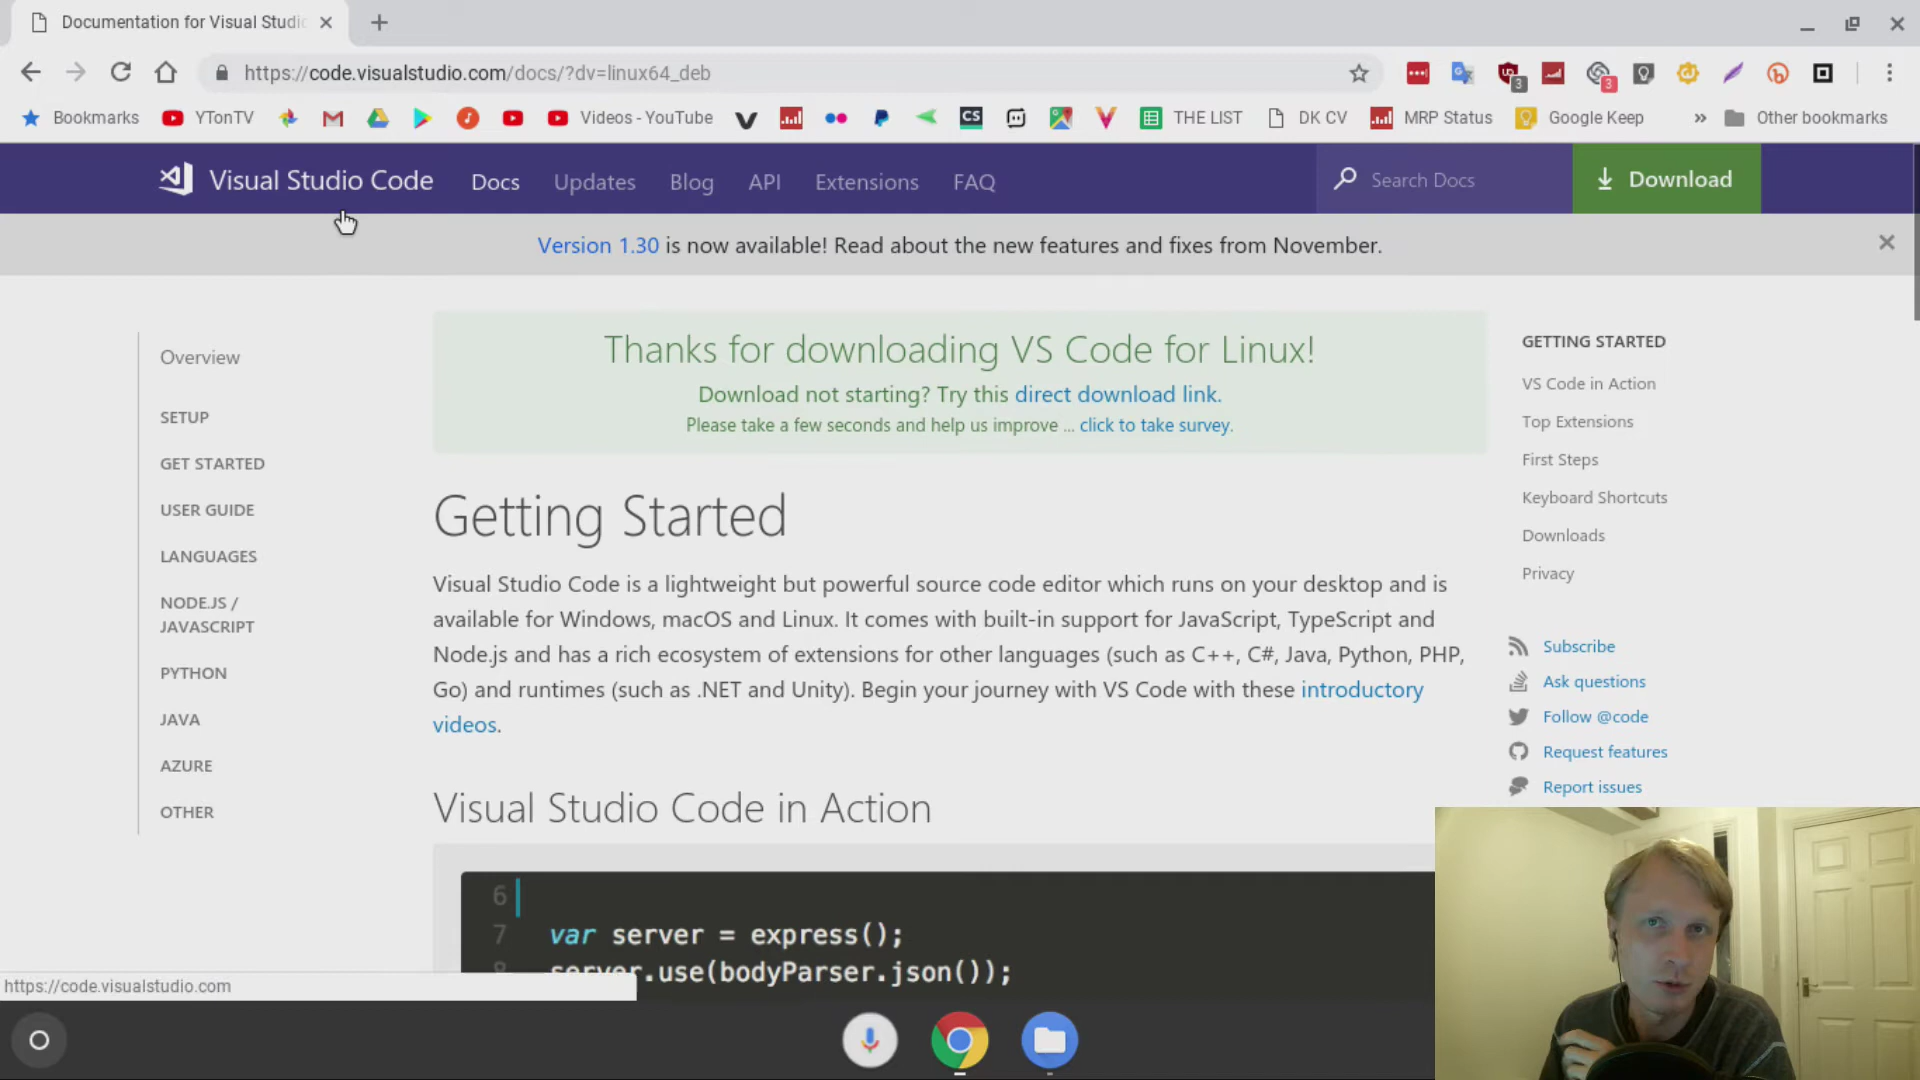 Documentation for Visual Studio
https://code.visualstudio.com/docs/?dv=linux64_deb
3
3
Bookmarks
YTonTV
Videos - YouTube
CS
THE LIST
DK CV
MRP Status
Google Keep
»
Other bookmarks
Visual Studio Code
Docs
Updates
Blog
API
Extensions
FAQ
Search Docs
Download
Version 1.30 is now available! Read about the new features and fixes from November.
Thanks for downloading VS Code for Linux!
Download not starting? Try this direct download link.
Please take a few seconds and help us improve ... click to take survey.
Overview
SETUP
GET STARTED
USER GUIDE
LANGUAGES
NODE.JS /
JAVASCRIPT
PYTHON
JAVA
AZURE
OTHER
Getting Started
Visual Studio Code is a lightweight but powerful source code editor which runs on your desktop and is
available for Windows, macOS and Linux. It comes with built-in support for JavaScript, TypeScript and
Node.js and has a rich ecosystem of extensions for other languages (such as C++, C#, Java, Python, PHP,
Go) and runtimes (such as .NET and Unity). Begin your journey with VS Code with these introductory
videos.
Visual Studio Code in Action
6
7 var server = express();
8 server.use(bodyParser.json());
GETTING STARTED
VS Code in Action
Top Extensions
First Steps
Keyboard Shortcuts
Downloads
Privacy
Subscribe
Ask questions
Follow @code
Request features
Report issues
https://code.visualstudio.com